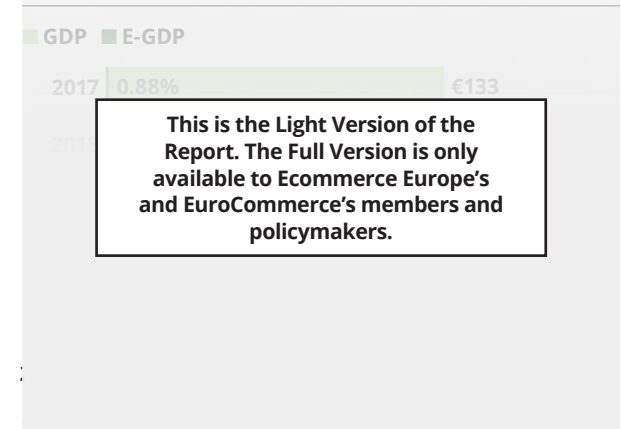 GDP E-GDP
2017 0.88% €133
2018
This is the Light Version of the
Report. The Full Version is only
available to Ecommerce Europe’s
and EuroCommerce’s members and
policymakers.